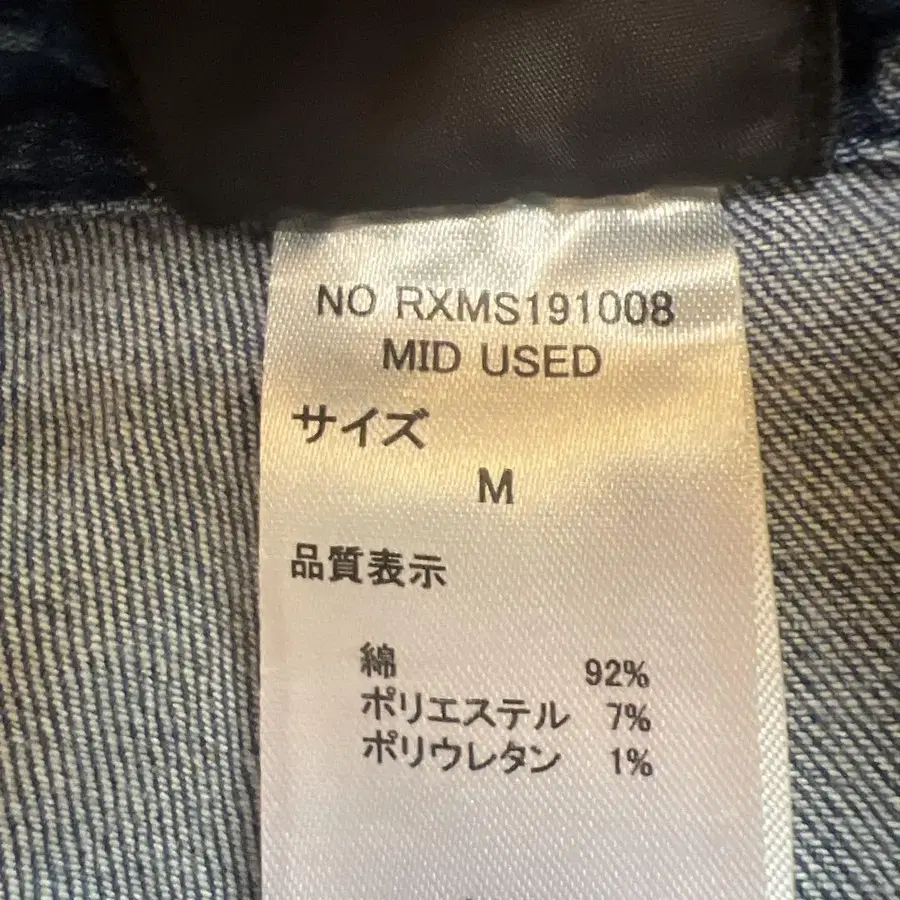 NO RXMS191008
MID USED
サイズ
M
品質表示
綿 92%
ポリエステル 7%
ポリウレタン 1%